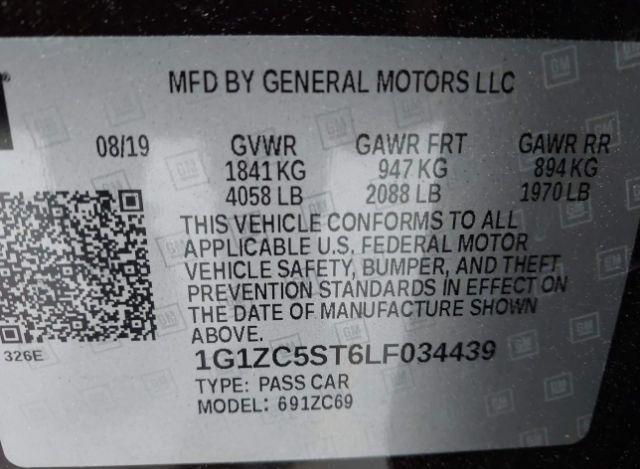 MFD BY GENERAL MOTORS LLC
08/19 GVWR GAWR FRT GAWR RR
1841 KG 947 KG 894 KG
4058 LB 2088 LB 1970 LB
THIS VEHICLE CONFORMS TO ALL
APPLICABLE U.S. FEDERAL MOTOR
VEHICLE SAFETY, BUMPER, AND THEFT
PREVENTION STANDARDS IN EFFECT ON
THE DATE OF MANUFACTURE SHOWN
ABOVE.
326E
1G1ZC5ST6LF034439
TYPE: PASS CAR
MODEL: 691ZC69